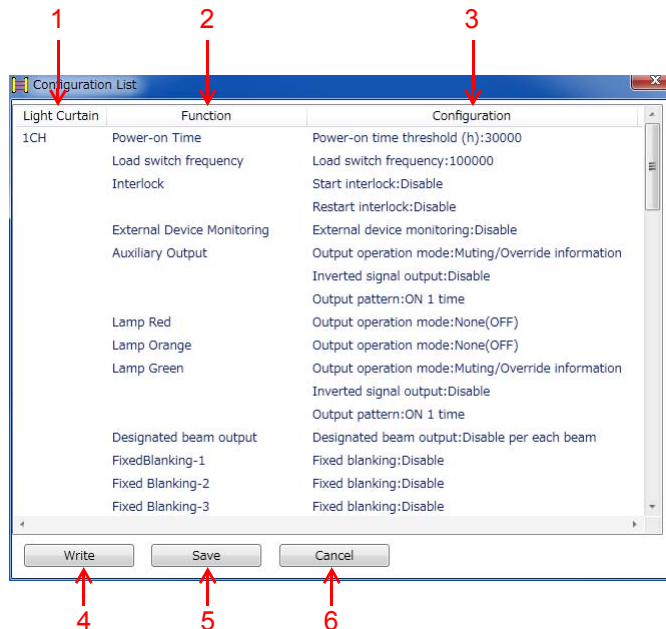 1 2 3
Configuration List
Light Curtain Function Configuration
1CH Power-on Time Power-on time threshold (h):30000
Load switch frequency Load switch frequency:100000
Interlock Start interlock:Disable
Restart interlock:Disable
External Device Monitoring External device monitoring:Disable
Auxiliary Output Output operation mode:Muting/Override information
Inverted signal output:Disable
Output pattern:ON 1 time
Lamp Red Output operation mode:None(OFF)
Lamp Orange Output operation mode:None(OFF)
Lamp Green Output operation mode:Muting/Override information
Inverted signal output:Disable
Output pattern:ON 1 time
Designated beam output Designated beam output:Disable per each beam
FixedBlanking-1 Fixed blanking:Disable
Fixed Blanking-2 Fixed blanking:Disable
Fixed Blanking-3 Fixed blanking:Disable
Write Save Cancel
4 5 6